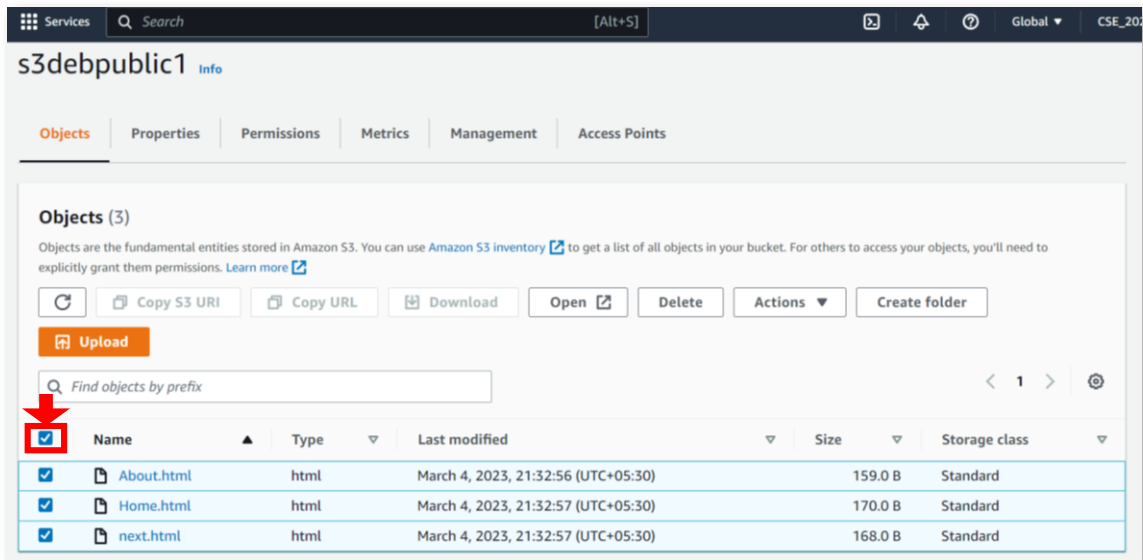 Services Search [Alt+S] Global CSE_202
s3debpublic1 Info
Objects Properties Permissions Metrics Management Access Points
Objects (3)
Objects are the fundamental entities stored in Amazon S3. You can use Amazon S3 inventory to get a list of all objects in your bucket. For others to access your objects, you'll need to
explicitly grant them permissions. Learn more
Copy S3 URI Copy URL Download Open Delete Actions Create folder
Upload
Find objects by prefix 1
Name Type Last modified Size Storage class
About.html html March 4, 2023, 21:32:56 (UTC+05:30) 159.0 B Standard
Home.html html March 4, 2023, 21:32:57 (UTC+05:30) 170.0 B Standard
next.html html March 4, 2023, 21:32:57 (UTC+05:30) 168.0 B Standard